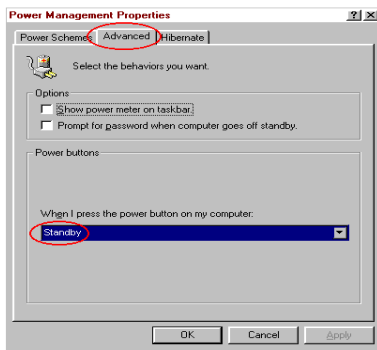 Power Management Properties
Power Schemes Advanced Hibernate
Select the behaviors you want.
Options
Show power meter on taskbar.
Prompt for password when computer goes off standby.
Power buttons
When I press the power button on my computer:
Standby
OK Cancel Apply